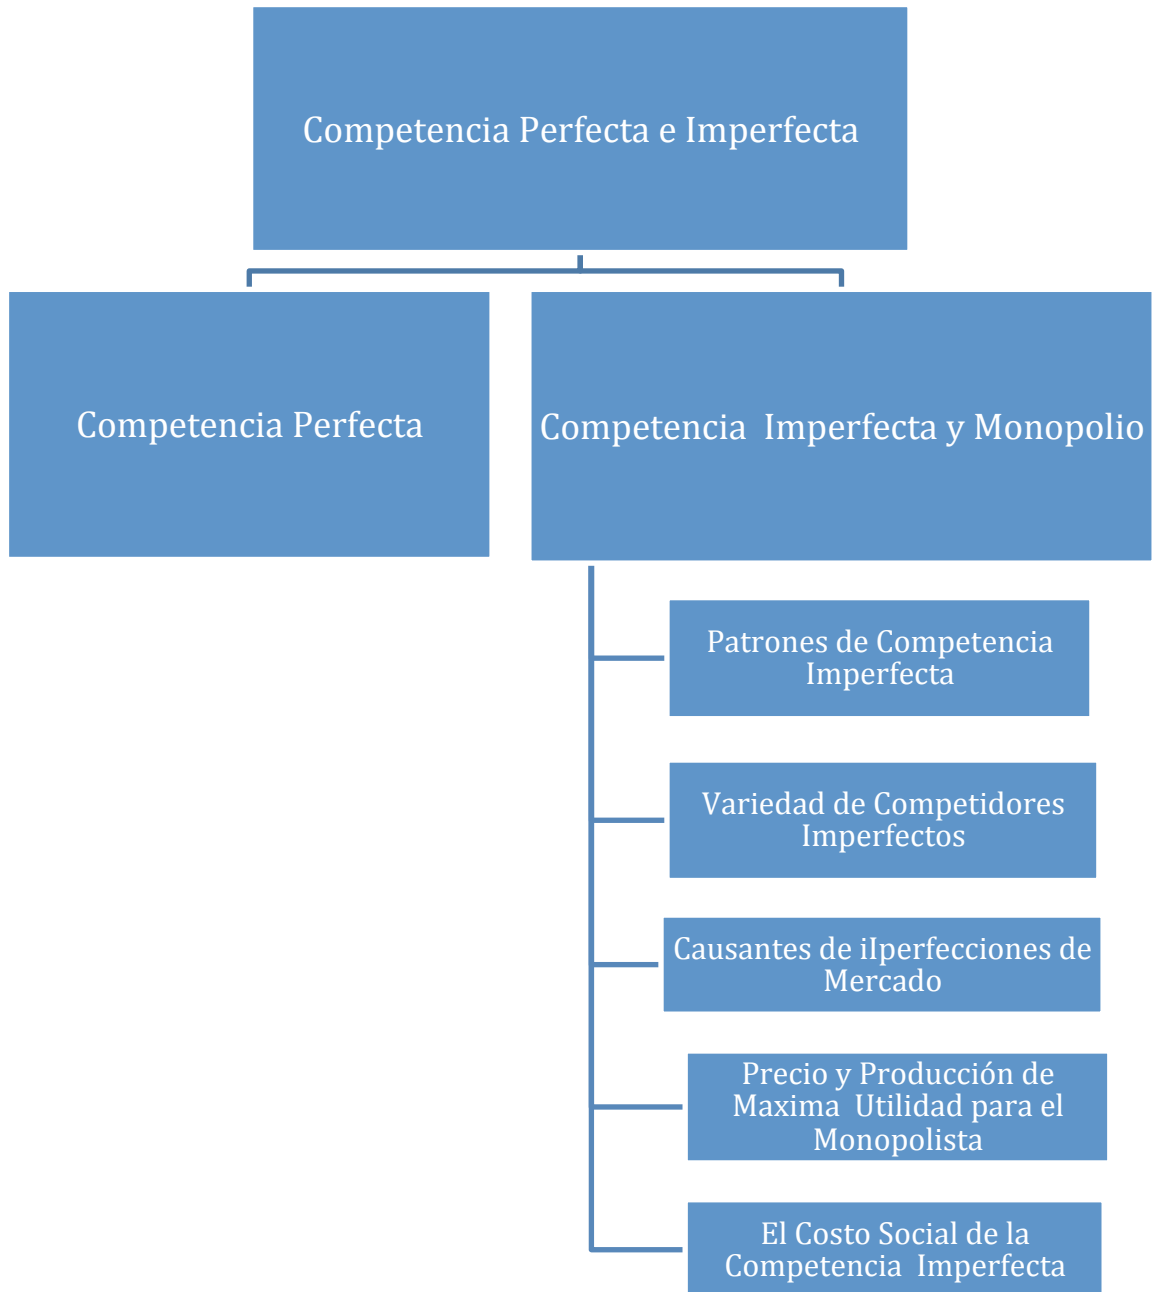 Competencia Perfecta e Imperfecta
Competencia Perfecta
Competencia  Imperfecta y Monopolio
Patrones de Competencia
Imperfecta
Variedad de Competidores
Imperfectos
Causantes de iIperfecciones de
Mercado
Precio y Producción de
Maxima  Utilidad para el
Monopolista
El Costo Social de la
Competencia  Imperfecta